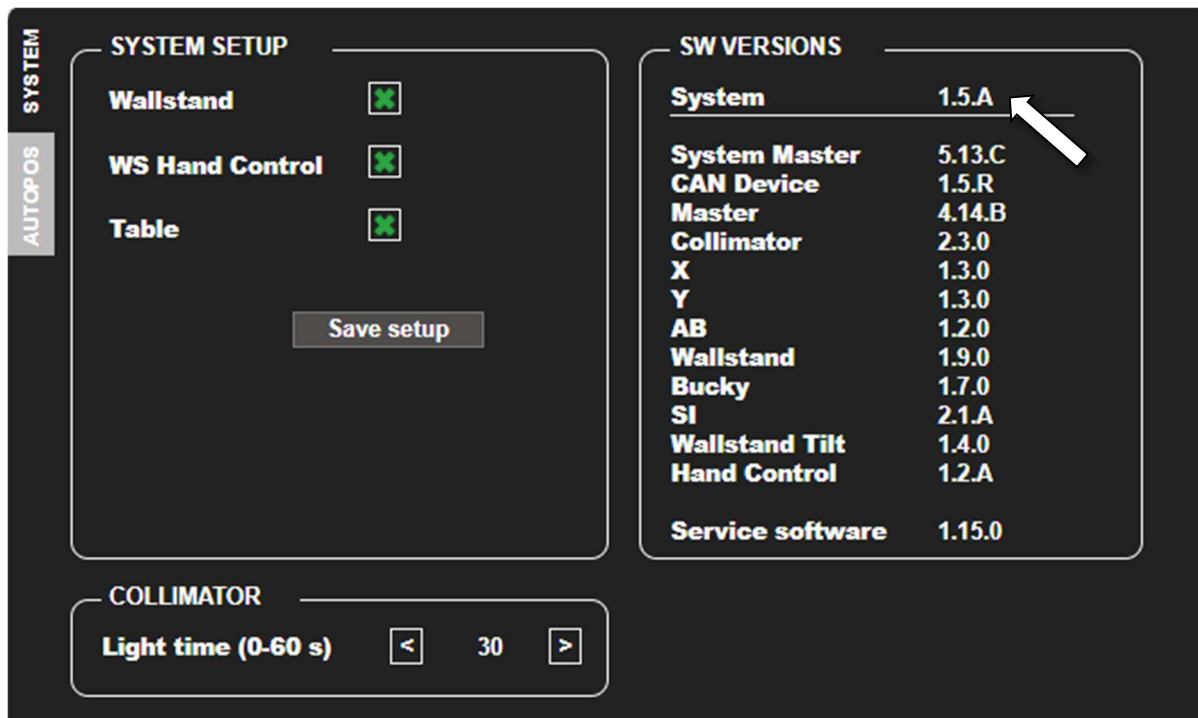 SYSTEM
AUTOPOS
SYSTEM SETUP
Wallstand
WS Hand Control
Table
Save setup
COLLIMATOR
Light time (0-60 s) < 30 >
SW VERSIONS
System 1.5.A
System Master 5.13.C
CAN Device 1.5.R
Master 4.14.B
Collimator 2.3.0
X 1.3.0
Y 1.3.0
AB 1.2.0
Wallstand 1.9.0
Bucky 1.7.0
SI 2.1.A
Wallstand Tilt 1.4.0
Hand Control 1.2.A
Service software 1.15.0